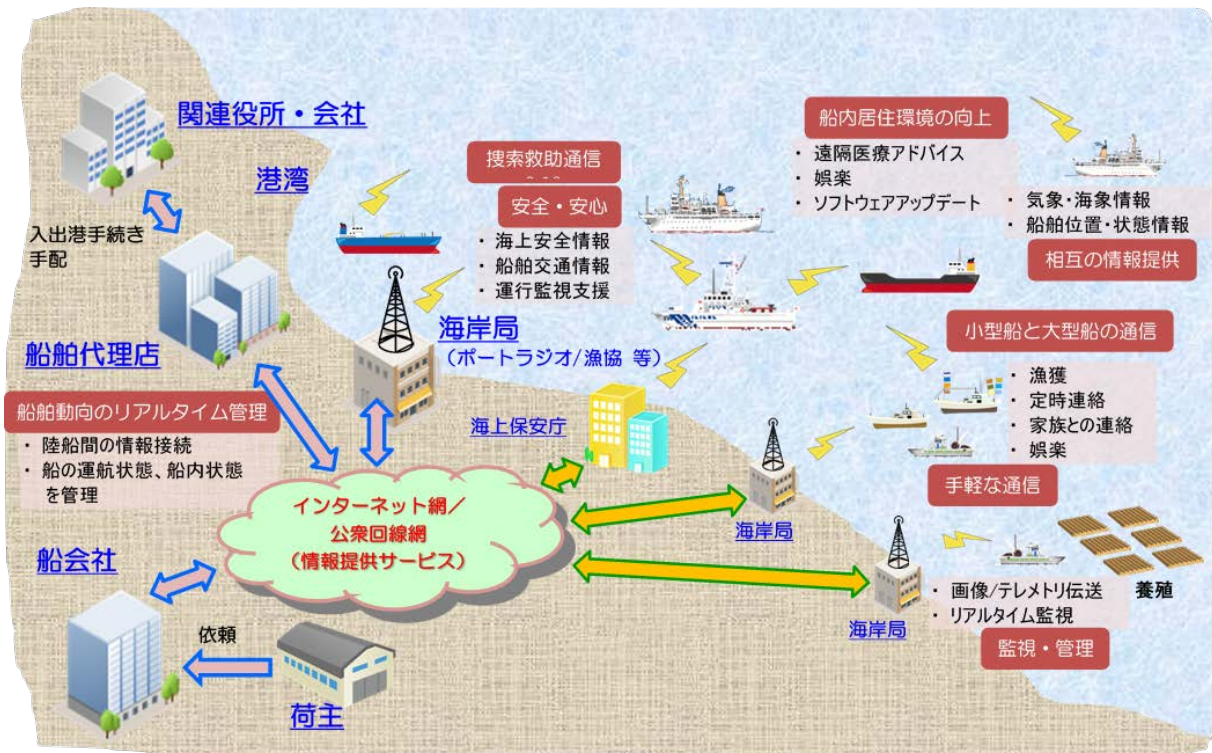 関連役所・会社
港湾
入出港手続き
手配
船舶代理店
船舶動向のリアルタイム管理
・ 陸船間の情報接続
・ 船の運航状態、船内状態
を管理
船会社
依頼
荷主
インターネット網／
公衆回線網
（情報提供サービス）
捜索救助通信
安全・安心
・ 海上安全情報
・ 船舶交通情報
・ 運行監視支援
海岸局
（ポートラジオ/漁協 等）
海上保安庁
船内居住環境の向上
・ 遠隔医療アドバイス
・ 娯楽
・ ソフトウェアアップデート
・ 気象・海象情報
・ 船舶位置・状態情報
相互の情報提供
小型船と大型船の通信
・ 漁獲
・ 定時連絡
・ 家族との連絡
・ 娯楽
手軽な通信
海岸局
海岸局
・ 画像/テレメトリ伝送
・ リアルタイム監視
養殖
監視・管理